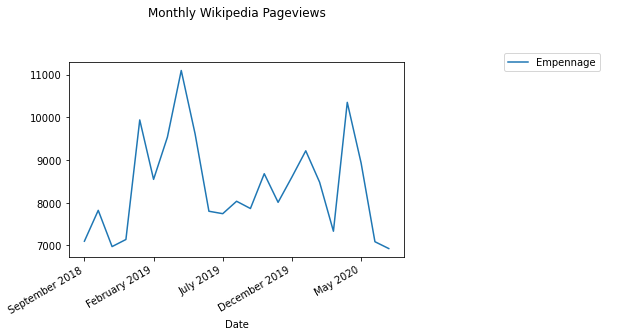 Monthly Wikipedia Pageviews
Empennage
11000
10000
9000
8000
7000
September 2018
February 2019
July 2019
December 2019
May 2020
Date